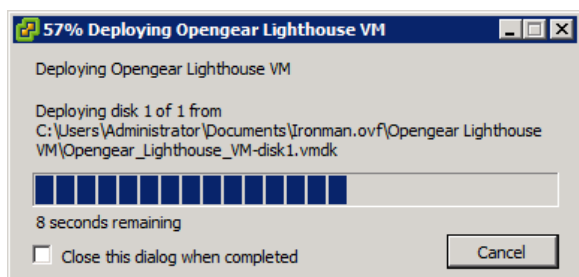 57% Deploying Opengear Lighthouse VM
Deploying Opengear Lighthouse VM
Deploying disk 1 of 1 from
C:\Users\Administrator\Documents\Ironman.ovf\Opengear Lighthouse
VM\Opengear_Lighthouse_VM-disk1.vmdk
8 seconds remaining
Close this dialog when completed
Cancel